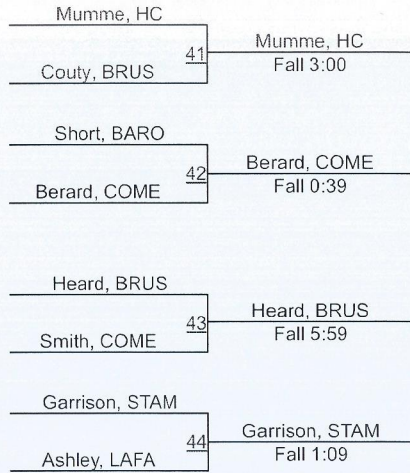 Mumme, HC
41
Mumme, HC
Couty, BRUS
Fall 3:00
Short, BARO
42
Berard, COME
Berard, COME
Fall 0:39
Heard, BRUS
43
Heard, BRUS
Smith, COME
Fall 5:59
Garrison, STAM
44
Garrison, STAM
Ashley, LAFA
Fall 1:09